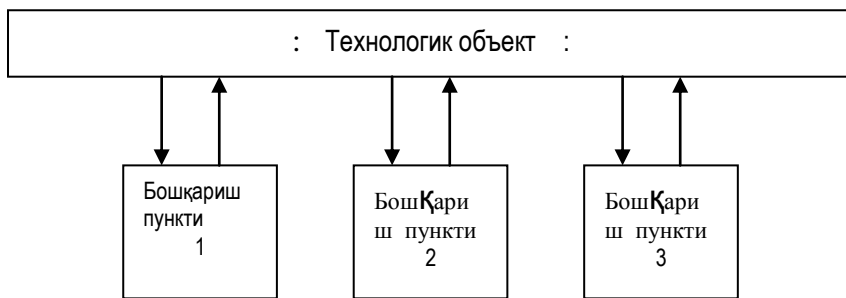 : Технологик объект :
Бошқариш
пункти
1
БошҚари
ш пункти
2
БошҚари
ш пункти
3